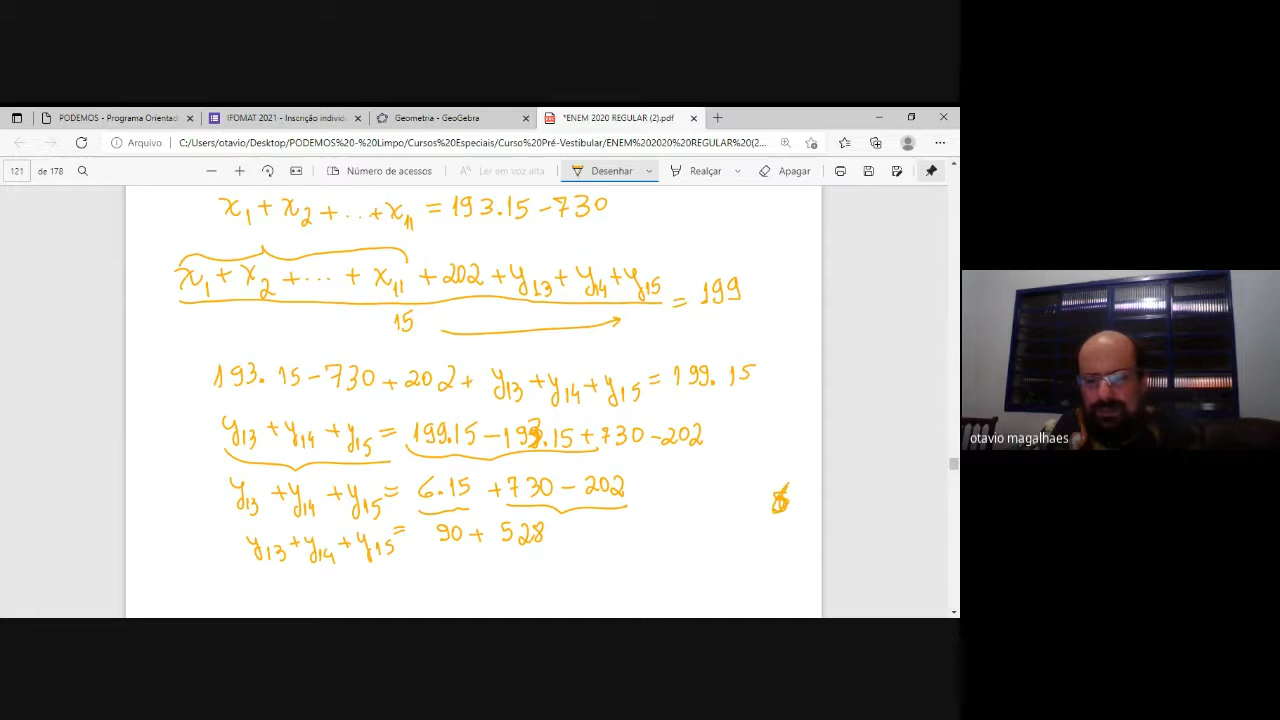 PODEMOS - Programa Orientad
IFOMAT 2021 - Inscrição individ
Geometria - GeoGebra
*ENEM 2020 REGULAR (2).pdf
Arquivo
C:/Users/otavio/Desktop/PODEMOS%20-%20Limpo/Cursos%20Especiais/Curso%20Pré-Vestibular/ENEM%202020%20REGULAR%20(2...
121 de 178
Número de acessos
Ler em voz alta
Desenhar
Realçar
Apagar
x₁ + x₂ + ... + x₁₁ = 193.15 - 730
x₁ + x₂ + ... + x₁₁ + 202 + y₁₃ + y₁₄ + y₁₅ = 199
15
193.15 - 730 + 202 + y₁₃ + y₁₄ + y₁₅ = 199.15
y₁₃ + y₁₄ + y₁₅ = 199.15 - 193.15 + 730 - 202
y₁₃ + y₁₄ + y₁₅ = 6.15 + 730 - 202
y₁₃ + y₁₄ + y₁₅ = 90 + 528
otavio magalhaes